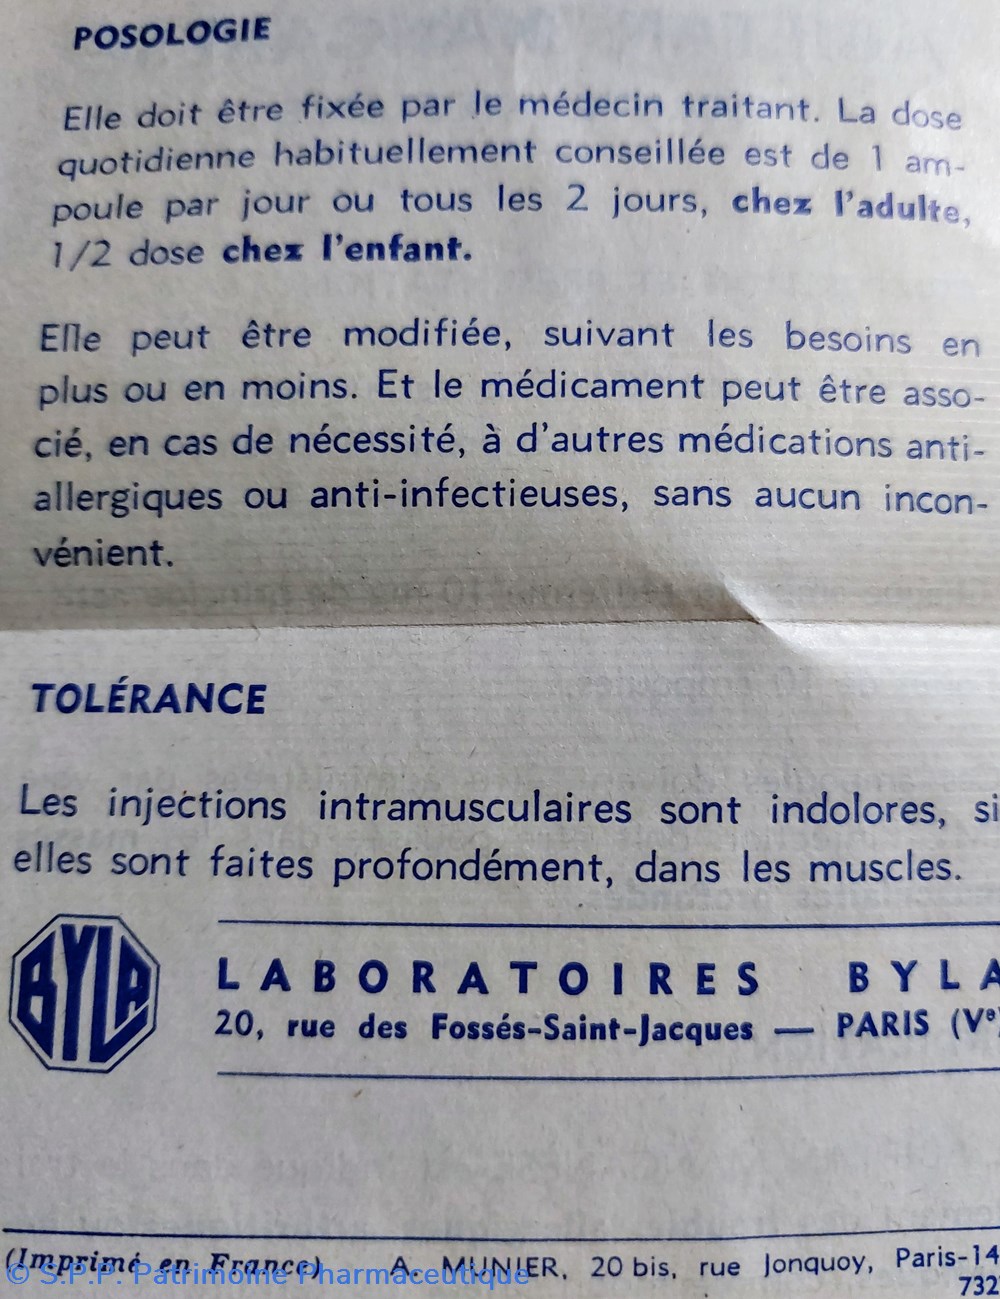 POSOLOGIE
Elle doit être fixée par le médecin traitant. La dose
quotidienne habituellement conseillée est de 1 am-
poule par jour ou tous les 2 jours, chez l'adulte,
1/2 dose chez l'enfant.
Elle peut être modifiée, suivant les besoins en
plus ou en moins. Et le médicament peut être asso-
cié, en cas de nécessité, à d'autres médications anti-
allergiques ou anti-infectieuses, sans aucun incon-
vénient.
TOLÉRANCE
Les injections intramusculaires sont indolores, si
elles sont faites profondément, dans les muscles.
BYLA
LABORATOIRES BYLA
20, rue des Fossés-Saint-Jacques — PARIS (Ve)
(Imprimé en France) A. MUNIER, 20 bis, rue Jonquoy, Paris-14
732
© S.P.P. Patrimoine Pharmaceutique